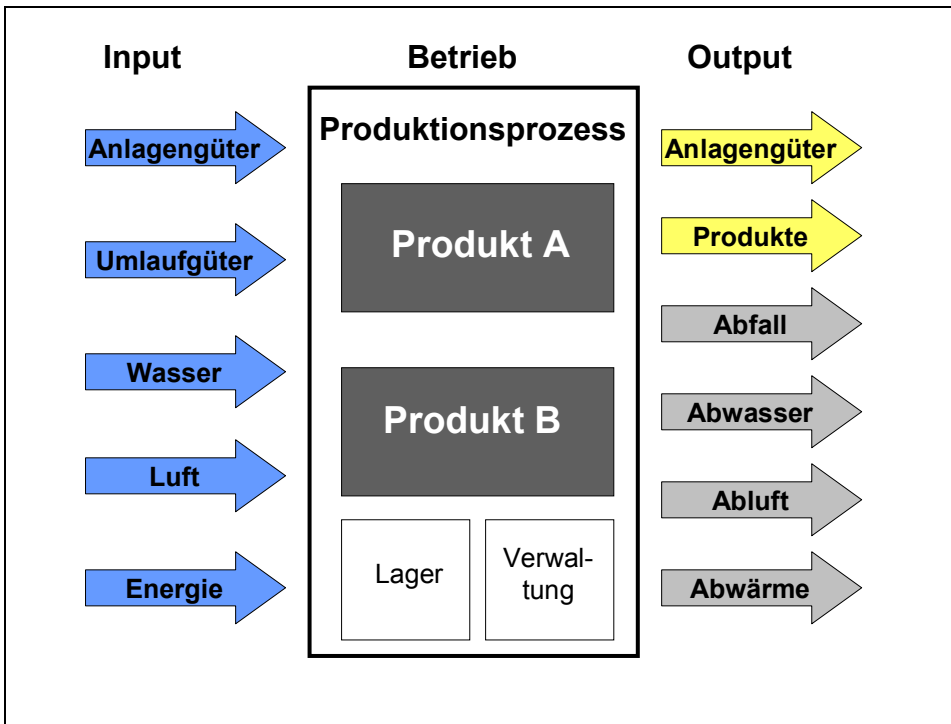 Input
Betrieb
Output
Anlagengüter
Umlaufgüter
Wasser
Luft
Energie
Produktionsprozess
Produkt A
Produkt B
Lager
Verwal-
tung
Anlagengüter
Produkte
Abfall
Abwasser
Abluft
Abwärme